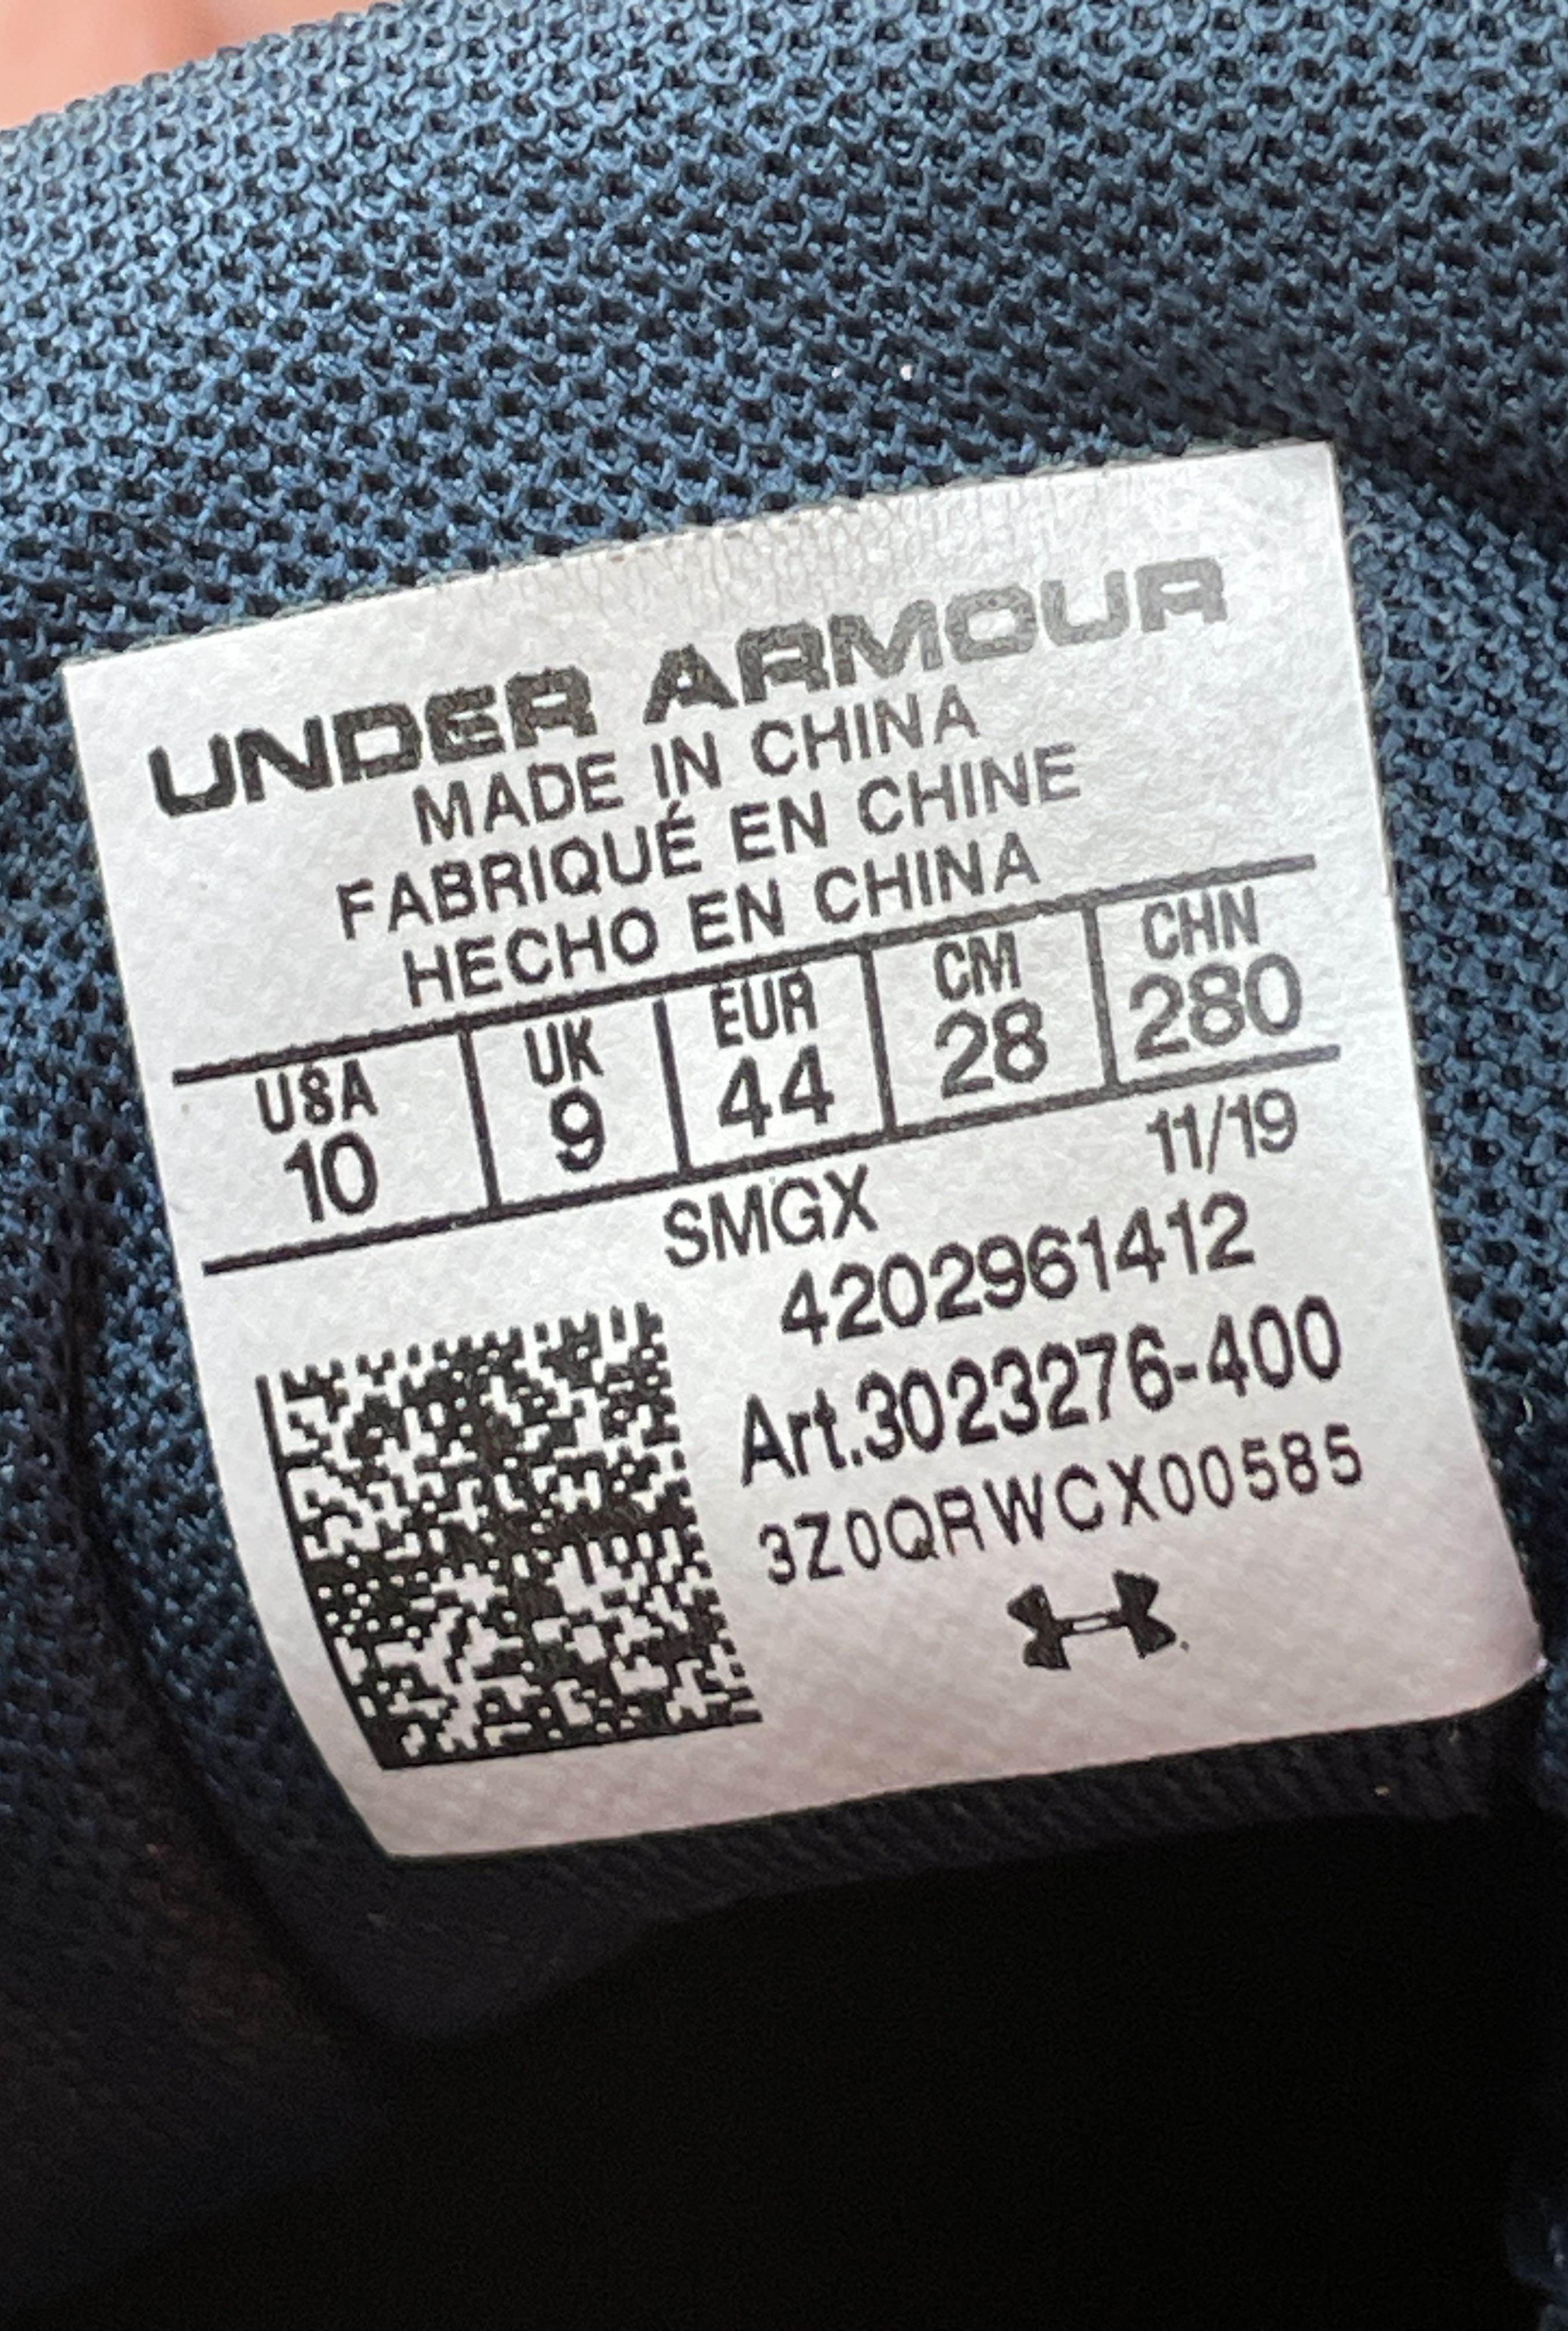 UNDER ARMOUR
MADE IN CHINA
FABRIQUÉ EN CHINE
HECHO EN CHINA
USA UK EUR CM CHN
10 9 44 28 280
SMGX 11/19
4202961412
Art.3023276-400
3Z0QRWCX00585